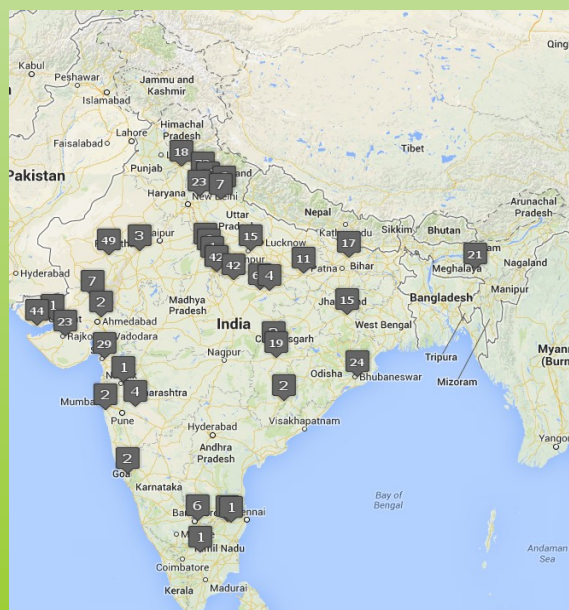 Qing
Kabul
Peshawar
Islamabad
Jammu and
Kashmir
Lahore
Faisalabad
Himachal
Pradesh
18
Punjab
Tibet
Pakistan
23
7
Haryana
New Delhi
Arunachal
Pradesh
Uttar
Nepal
Sikkim
Bhutan
49
3
15
Lucknow
17
42
42
11
Patna
Bihar
21
Meghalaya
Nagaland
Hyderabad
7
4
Manipur
44
2
Ahmedabad
Madhya
Pradesh
15
Bangladesh
23
Vadodara
India
West Bengal
29
19
Nagpur
24
Tripura
Mizoram
Myan
(Burn
1
2
Odisha
Bhubaneswar
2
4
Pune
Visakhapatnam
Hyderabad
Andhra
Pradesh
Yangon
2
Goa
Karnataka
Bay of
Bengal
6
1
1
Tamil Nadu
Andaman
Sea
Coimbatore
Kerala
Madurai